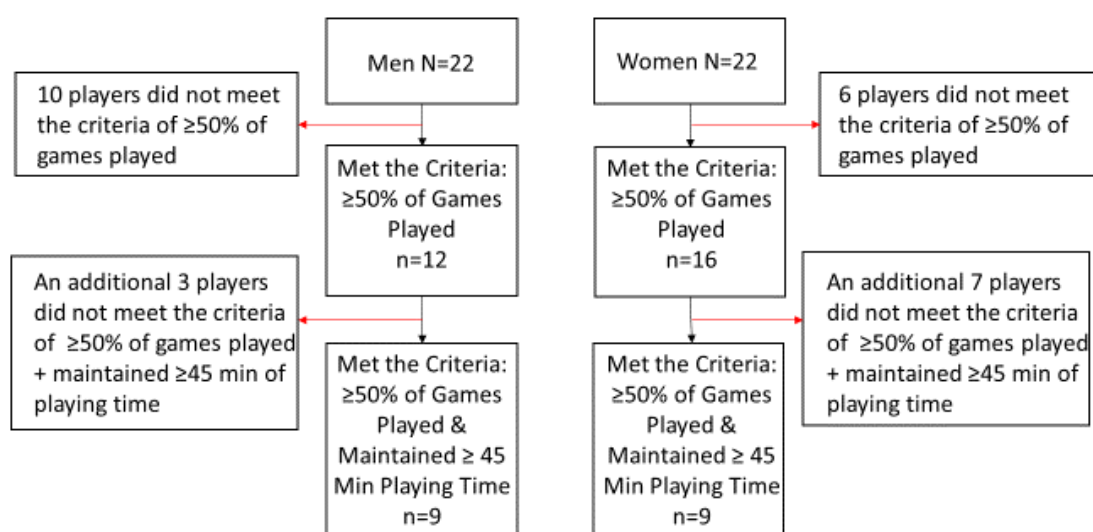 Men N=22
Women N=22
10 players did not meet
the criteria of ≥50% of
games played
6 players did not meet
the criteria of ≥50% of
games played
Met the Criteria:
≥50% of Games
Played
n=12
Met the Criteria:
≥50% of Games
Played
n=16
An additional 3 players
did not meet the criteria
of ≥50% of games played
+ maintained ≥45 min of
playing time
An additional 7 players
did not meet the criteria
of ≥50% of games played
+ maintained ≥45 min of
playing time
Met the Criteria:
≥50% of Games
Played &
Maintained ≥ 45
Min Playing Time
n=9
Met the Criteria:
≥50% of Games
Played &
Maintained ≥ 45
Min Playing Time
n=9